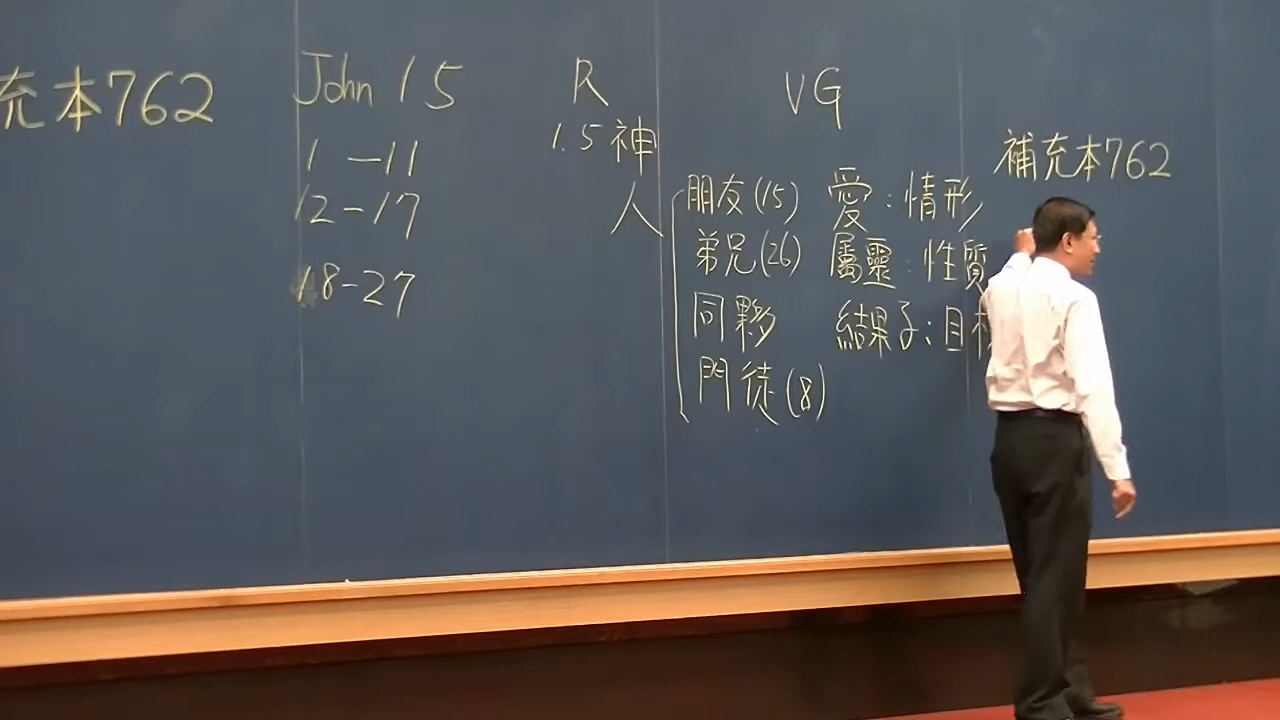 充本762
John 15
1-11
12-17
18-27
R
1.5 神
人
VG
朋友(15) 愛:情形
弟兄(26) 屬靈:性質
同夥 結果子:目
門徒(8)
補充本762